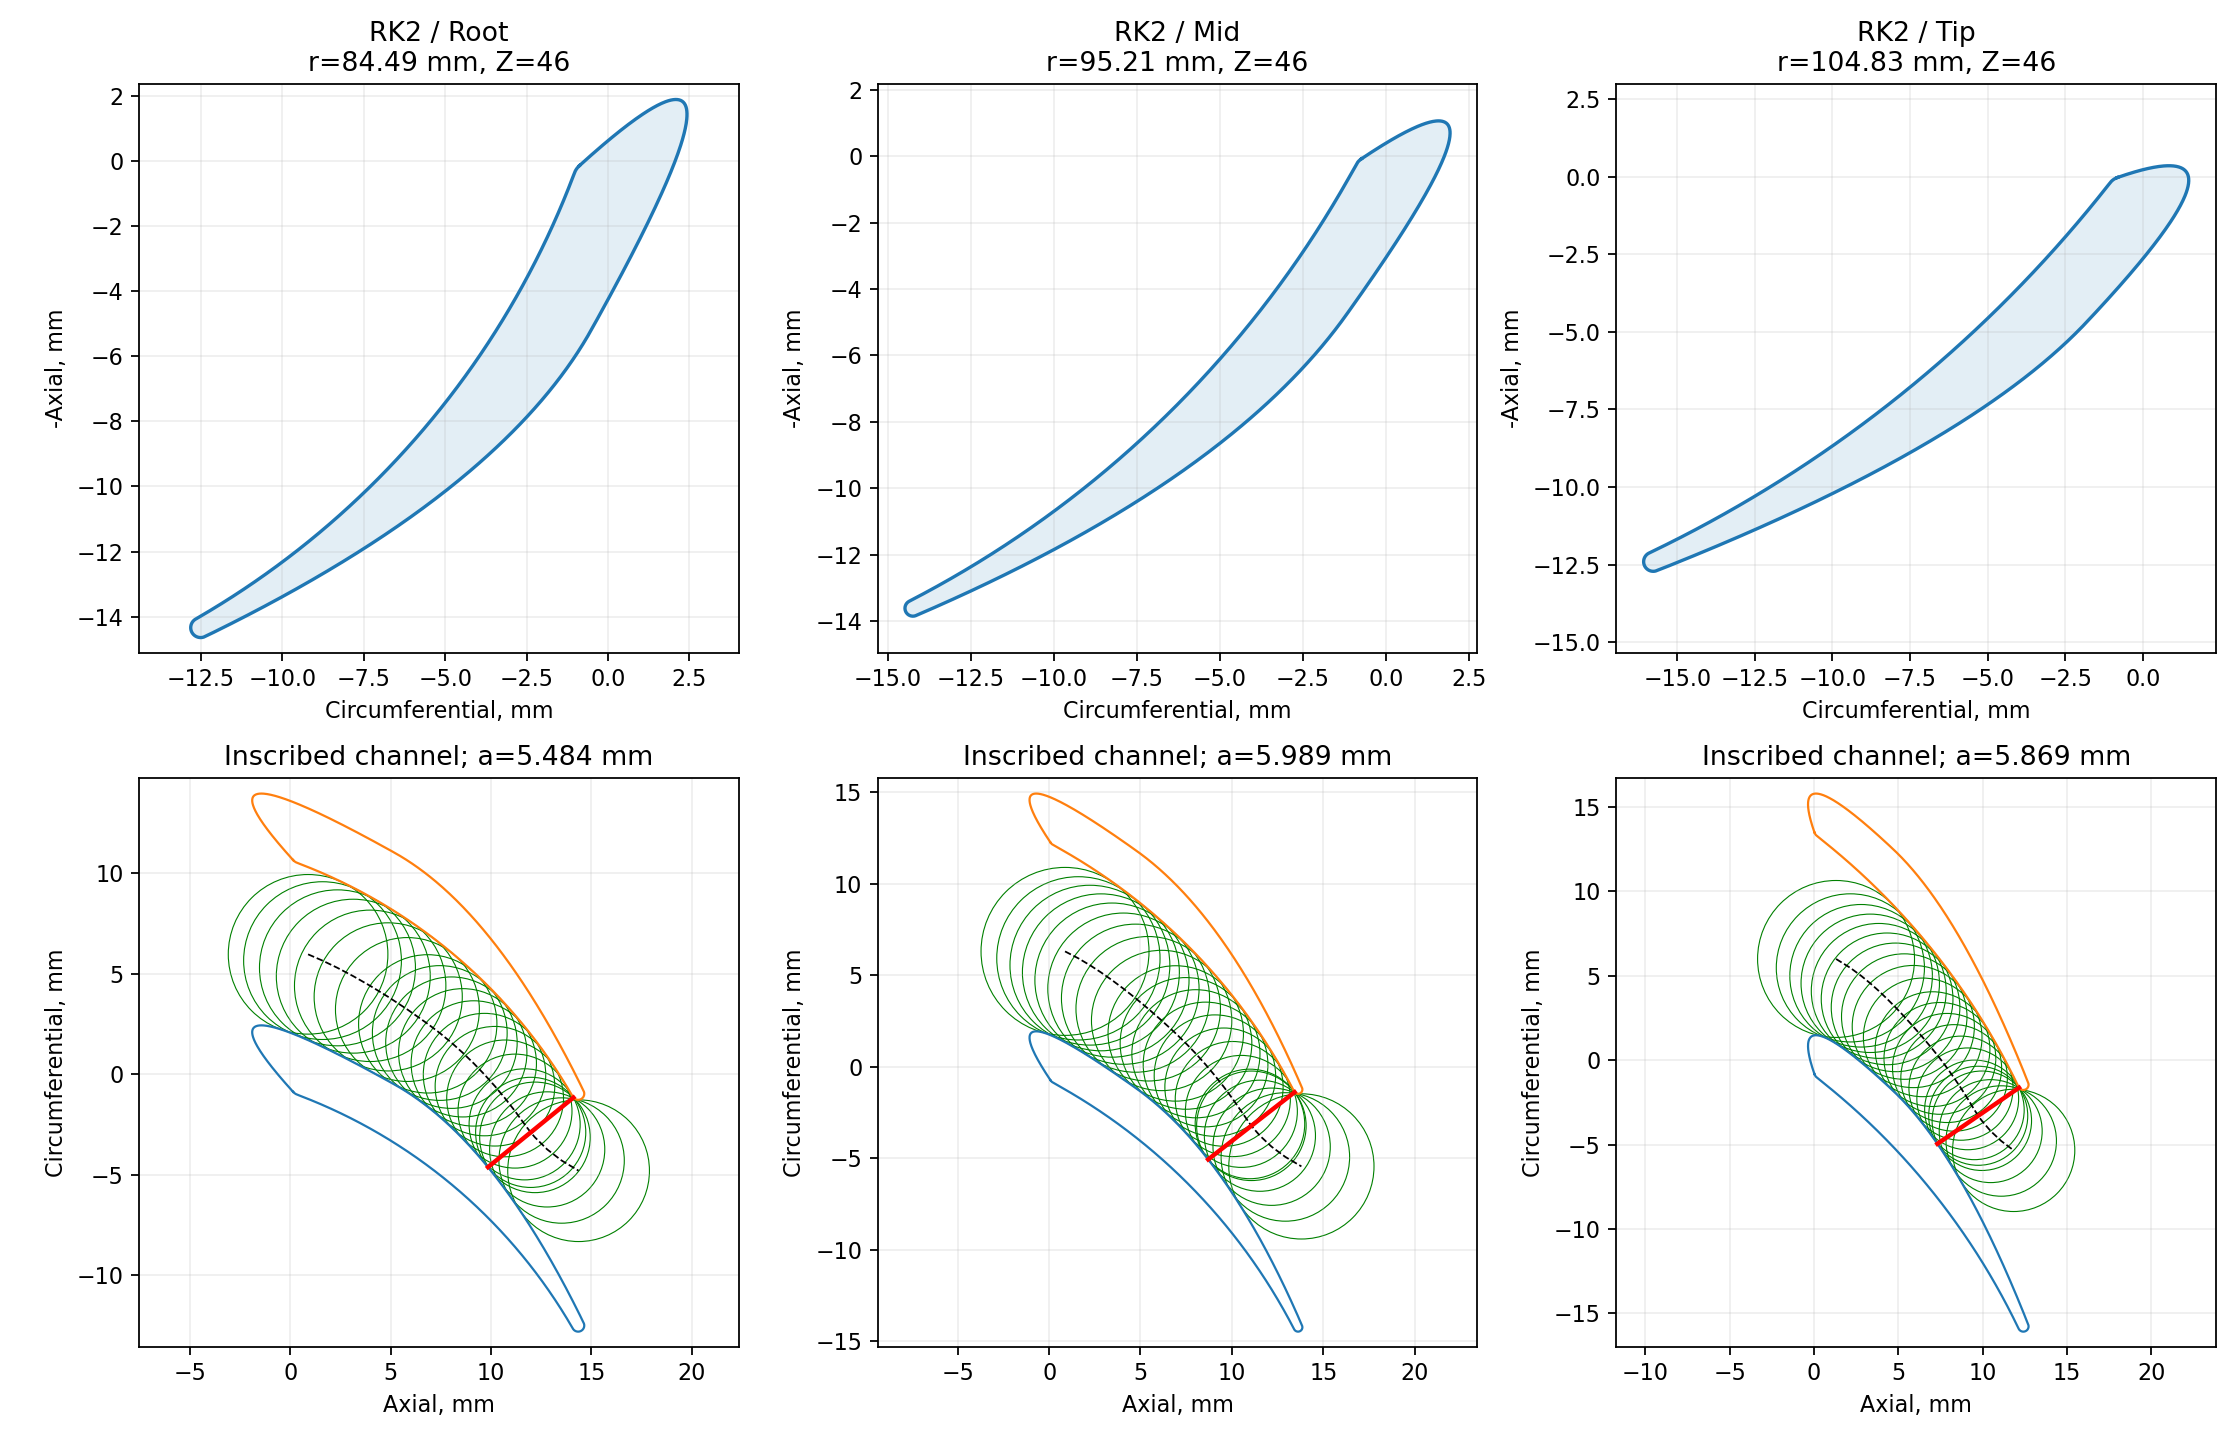 RK2 / Root
r=84.49 mm, Z=46
2
0
−2
−4
−6
−8
−10
−12
−14
-Axial, mm
−12.5 −10.0 −7.5 −5.0 −2.5 0.0 2.5
Circumferential, mm
RK2 / Mid
r=95.21 mm, Z=46
2
0
−2
−4
−6
−8
−10
−12
−14
-Axial, mm
−15.0 −12.5 −10.0 −7.5 −5.0 −2.5 0.0 2.5
Circumferential, mm
RK2 / Tip
r=104.83 mm, Z=46
2.5
0.0
−2.5
−5.0
−7.5
−10.0
−12.5
−15.0
-Axial, mm
−15.0 −12.5 −10.0 −7.5 −5.0 −2.5 0.0
Circumferential, mm
Inscribed channel; a=5.484 mm
10
5
0
−5
−10
Circumferential, mm
−5 0 5 10 15 20
Axial, mm
Inscribed channel; a=5.989 mm
15
10
5
0
−5
−10
−15
Circumferential, mm
−5 0 5 10 15 20
Axial, mm
Inscribed channel; a=5.869 mm
15
10
5
0
−5
−10
−15
Circumferential, mm
−10 −5 0 5 10 15 20
Axial, mm